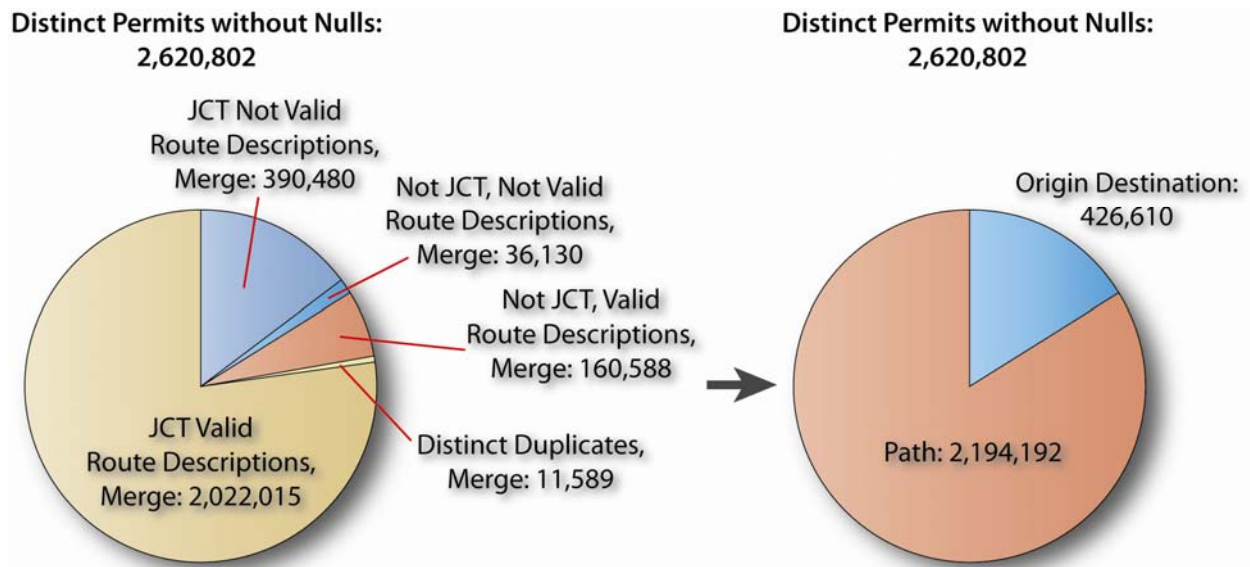 Distinct Permits without Nulls:
2,620,802
JCT Not Valid
Route Descriptions,
Merge: 390,480
Not JCT, Not Valid
Route Descriptions,
Merge: 36,130
Not JCT, Valid
Route Descriptions,
Merge: 160,588
Distinct Duplicates,
Merge: 11,589
JCT Valid
Route Descriptions,
Merge: 2,022,015
Distinct Permits without Nulls:
2,620,802
Origin Destination:
426,610
Path: 2,194,192